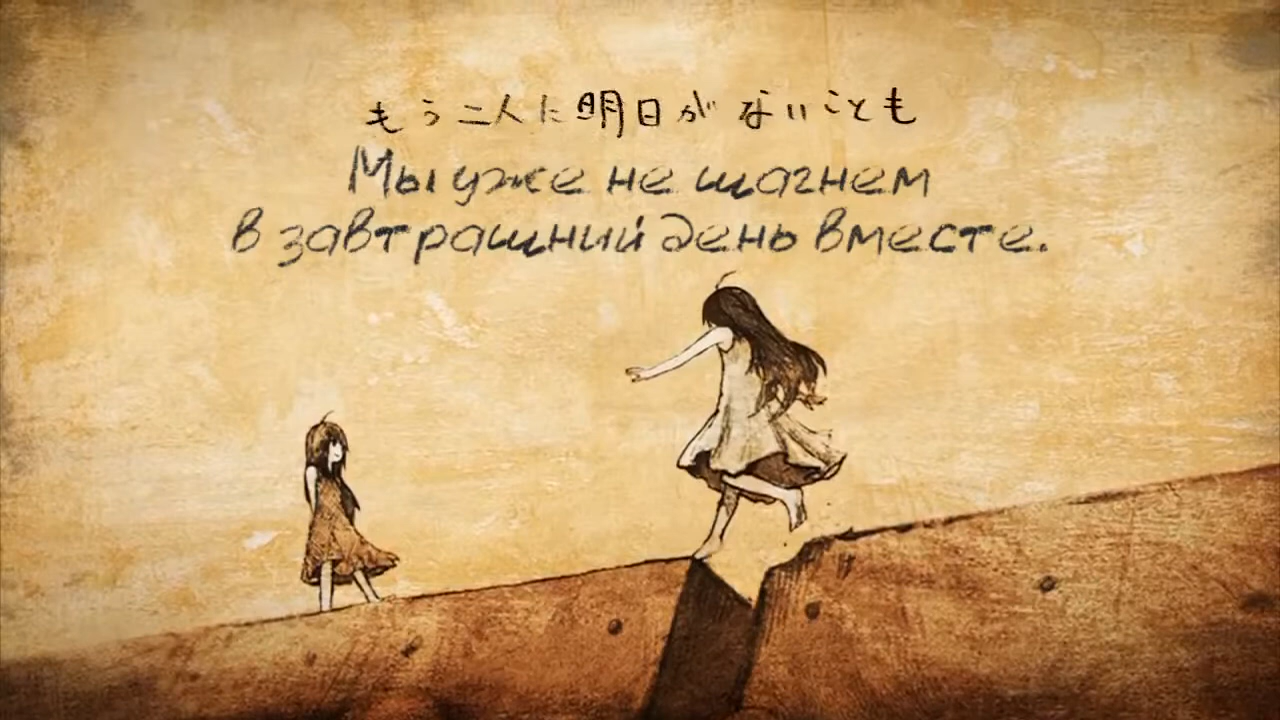 もう二人に明日がないことも
Мы уже не шагнем
в завтрашний день вместе.